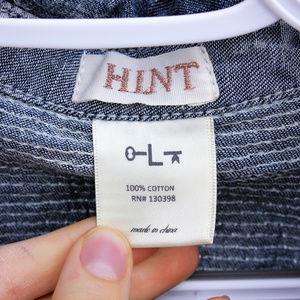 HINT
L
100% COTTON
RN# 130398
made in china